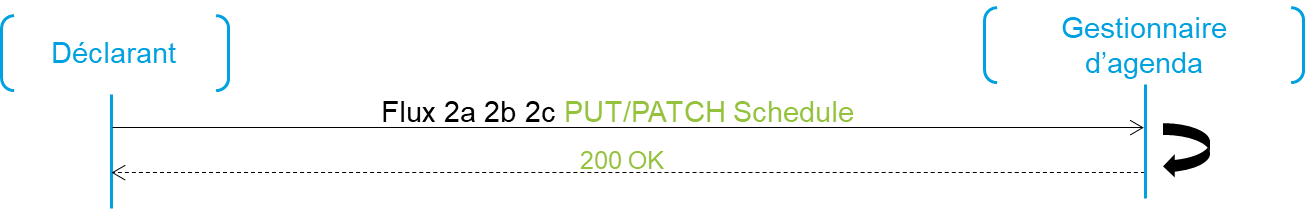 Déclarant
Gestionnaire
d’agenda
Flux 2a 2b 2c PUT/PATCH Schedule
200 OK